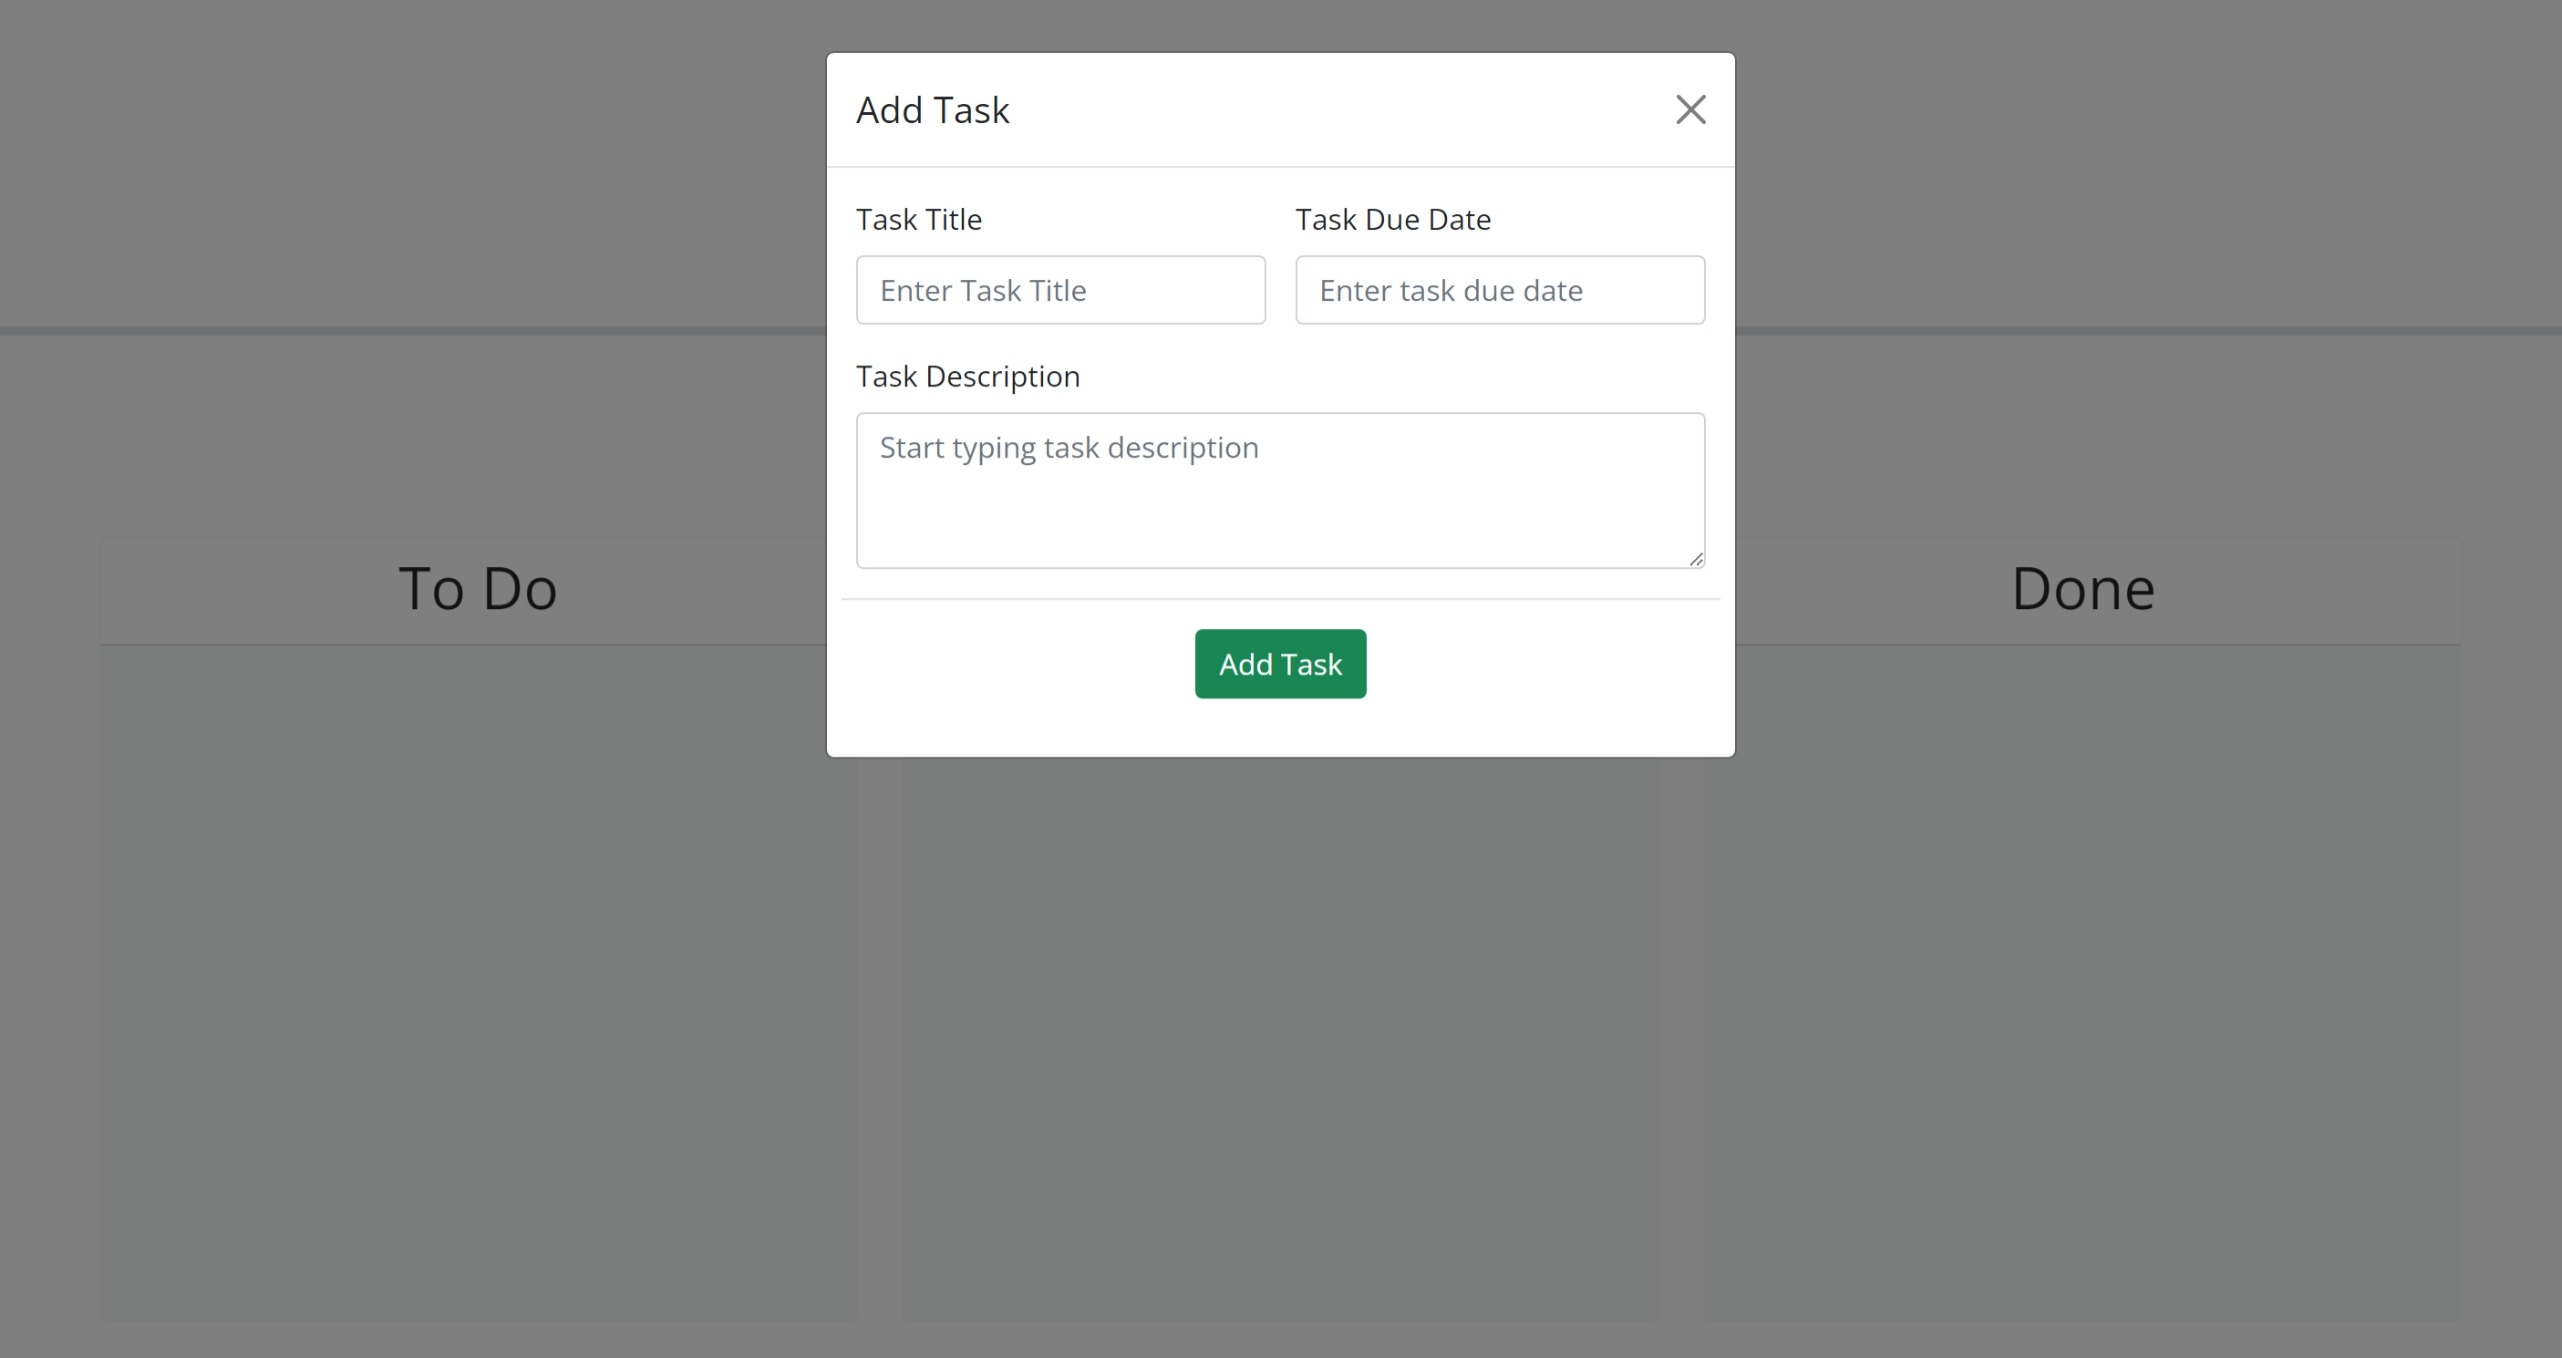 Add Task
Task Title
Task Due Date
Enter Task Title
Enter task due date
Task Description
Start typing task description
Add Task
To Do
Done